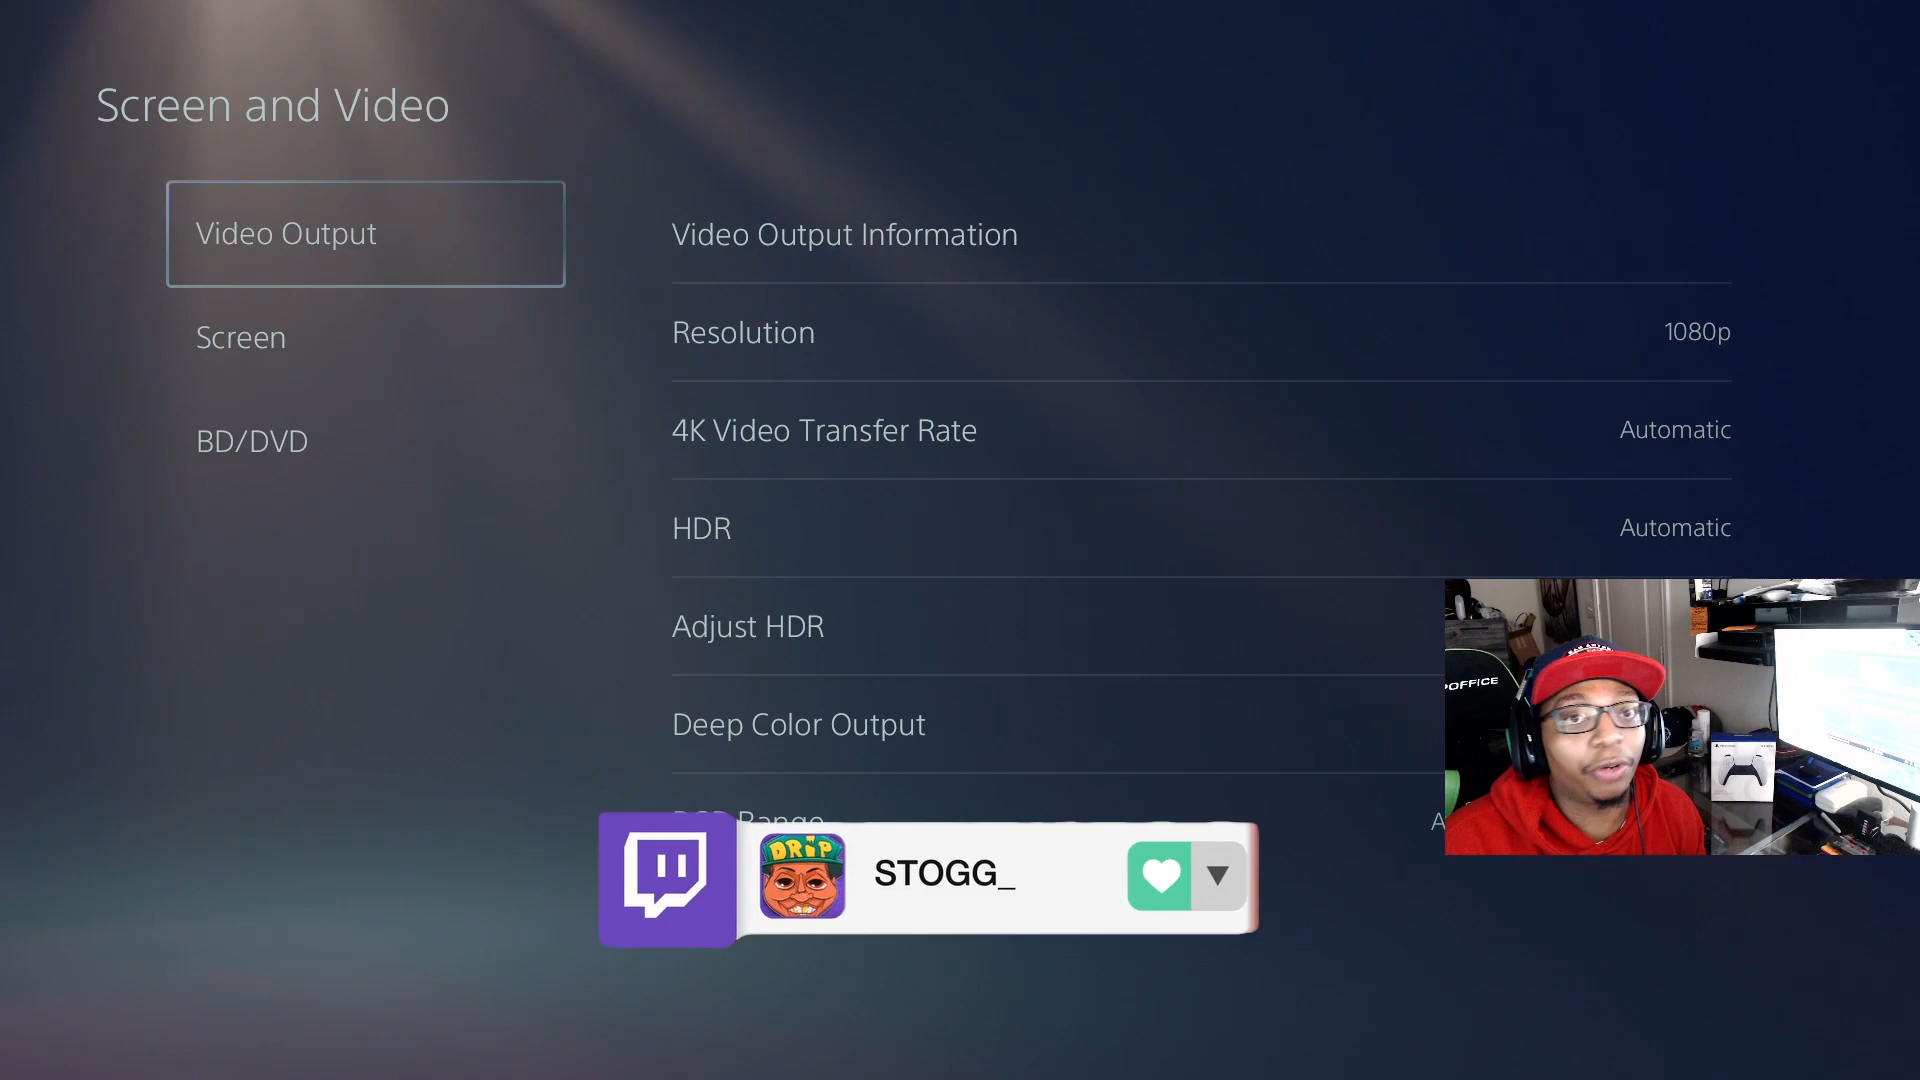 Screen and Video
Video Output
Screen
BD/DVD
Video Output Information
Resolution 1080p
4K Video Transfer Rate Automatic
HDR Automatic
Adjust HDR
Deep Color Output
Range
STOGG_
DRiP
OFFICE